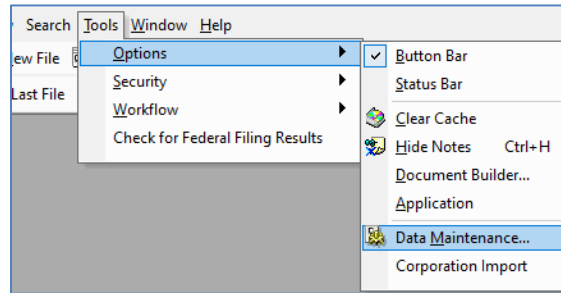 Search Tools Window Help
ew File
Last File
Options
Security
Workflow
Check for Federal Filing Results
Button Bar
Status Bar
Clear Cache
Hide Notes Ctrl+H
Document Builder...
Application
Data Maintenance...
Corporation Import